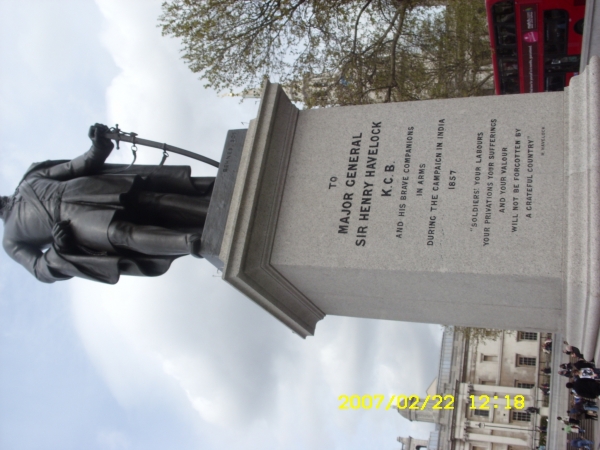 TO
MAJOR GENERAL
SIR HENRY HAVELOCK
K.C.B.
AND HIS BRAVE COMPANIONS
IN ARMS
DURING THE CAMPAIGN IN INDIA
1857
"SOLDIERS! YOUR LABOURS
YOUR PRIVATIONS YOUR SUFFERINGS
AND YOUR VALOUR,
WILL NOT BE FORGOTTEN BY
A GRATEFUL COUNTRY"
H. HAVELOCK
2007/02/22 12:18